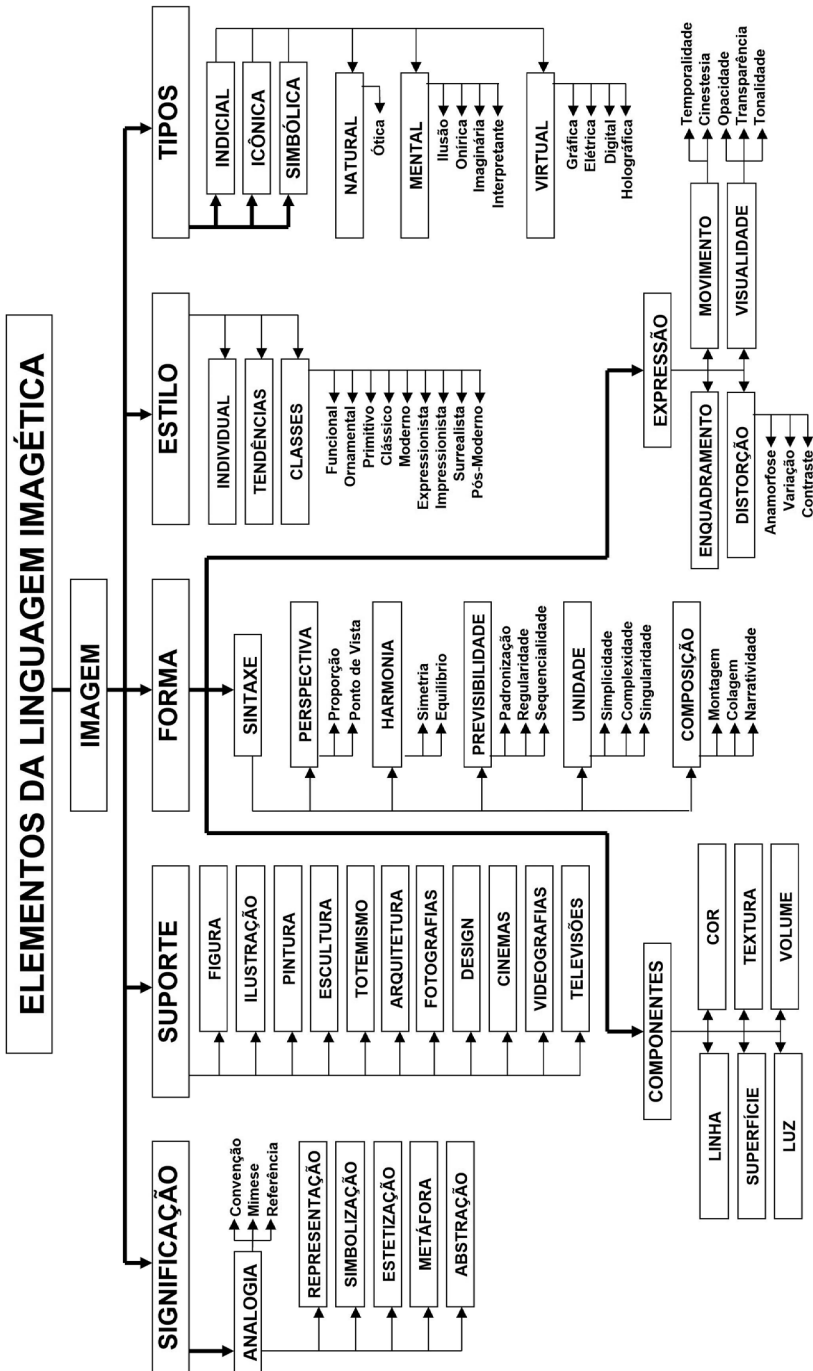 ELEMENTOS DA LINGUAGEM IMAGÉTICA
IMAGEM
SIGNIFICAÇÃO
ANALOGIA
Convenção
Mimese
Referência
REPRESENTAÇÃO
SIMBOLIZAÇÃO
ESTETIZAÇÃO
METÁFORA
ABSTRAÇÃO
SUPORTE
FIGURA
ILUSTRAÇÃO
PINTURA
ESCULTURA
TOTEMISMO
ARQUITETURA
FOTOGRAFIAS
DESIGN
CINEMAS
VIDEOGRAFIAS
TELEVISÕES
FORMA
SINTAXE
PERSPECTIVA
Proporção
Ponto de Vista
HARMONIA
Simetria
Equilibrio
PREVISIBILIDADE
Padronização
Regularidade
Sequencialidade
UNIDADE
Simplicidade
Complexidade
Singularidade
COMPOSIÇÃO
Montagem
Colagem
Narratividade
ESTILO
INDIVIDUAL
TENDÊNCIAS
CLASSES
Funcional
Ornamental
Primitivo
Clássico
Moderno
Expressionista
Impressionista
Surrealista
Pós-Moderno
TIPOS
INDICIAL
ICÔNICA
SIMBÓLICA
NATURAL
Ótica
MENTAL
Ilusão
Onirica
Imaginária
Interpretante
VIRTUAL
Gráfica
Elétrica
Digital
Holográfica
COMPONENTES
LINHA
COR
SUPERFÍCIE
TEXTURA
LUZ
VOLUME
EXPRESSÃO
ENQUADRAMENTO
MOVIMENTO
Temporalidade
Cinestesia
DISTORÇÃO
Anamorfose
Variação
Contraste
VISUALIDADE
Opacidade
Transparência
Tonalidade